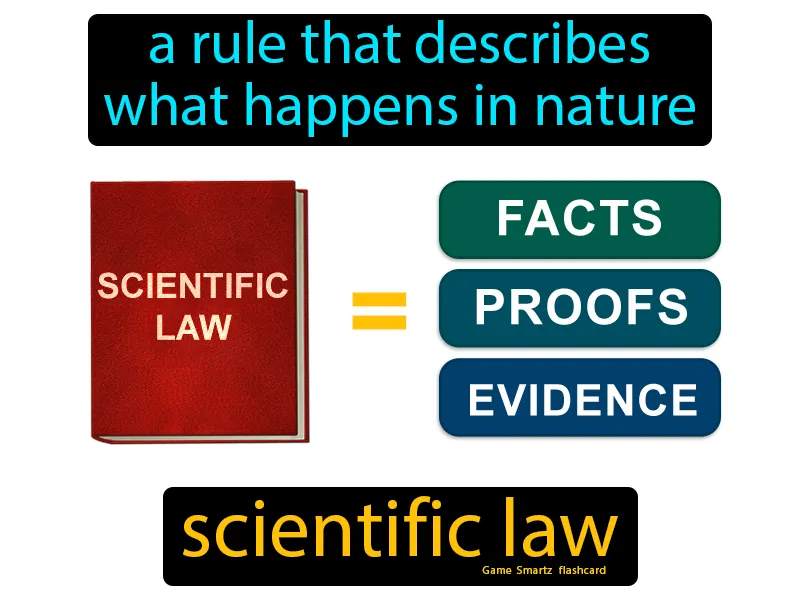 a rule that describes
what happens in nature
SCIENTIFIC
LAW
=
FACTS
PROOFS
EVIDENCE
scientific law
Game Smartz flashcard